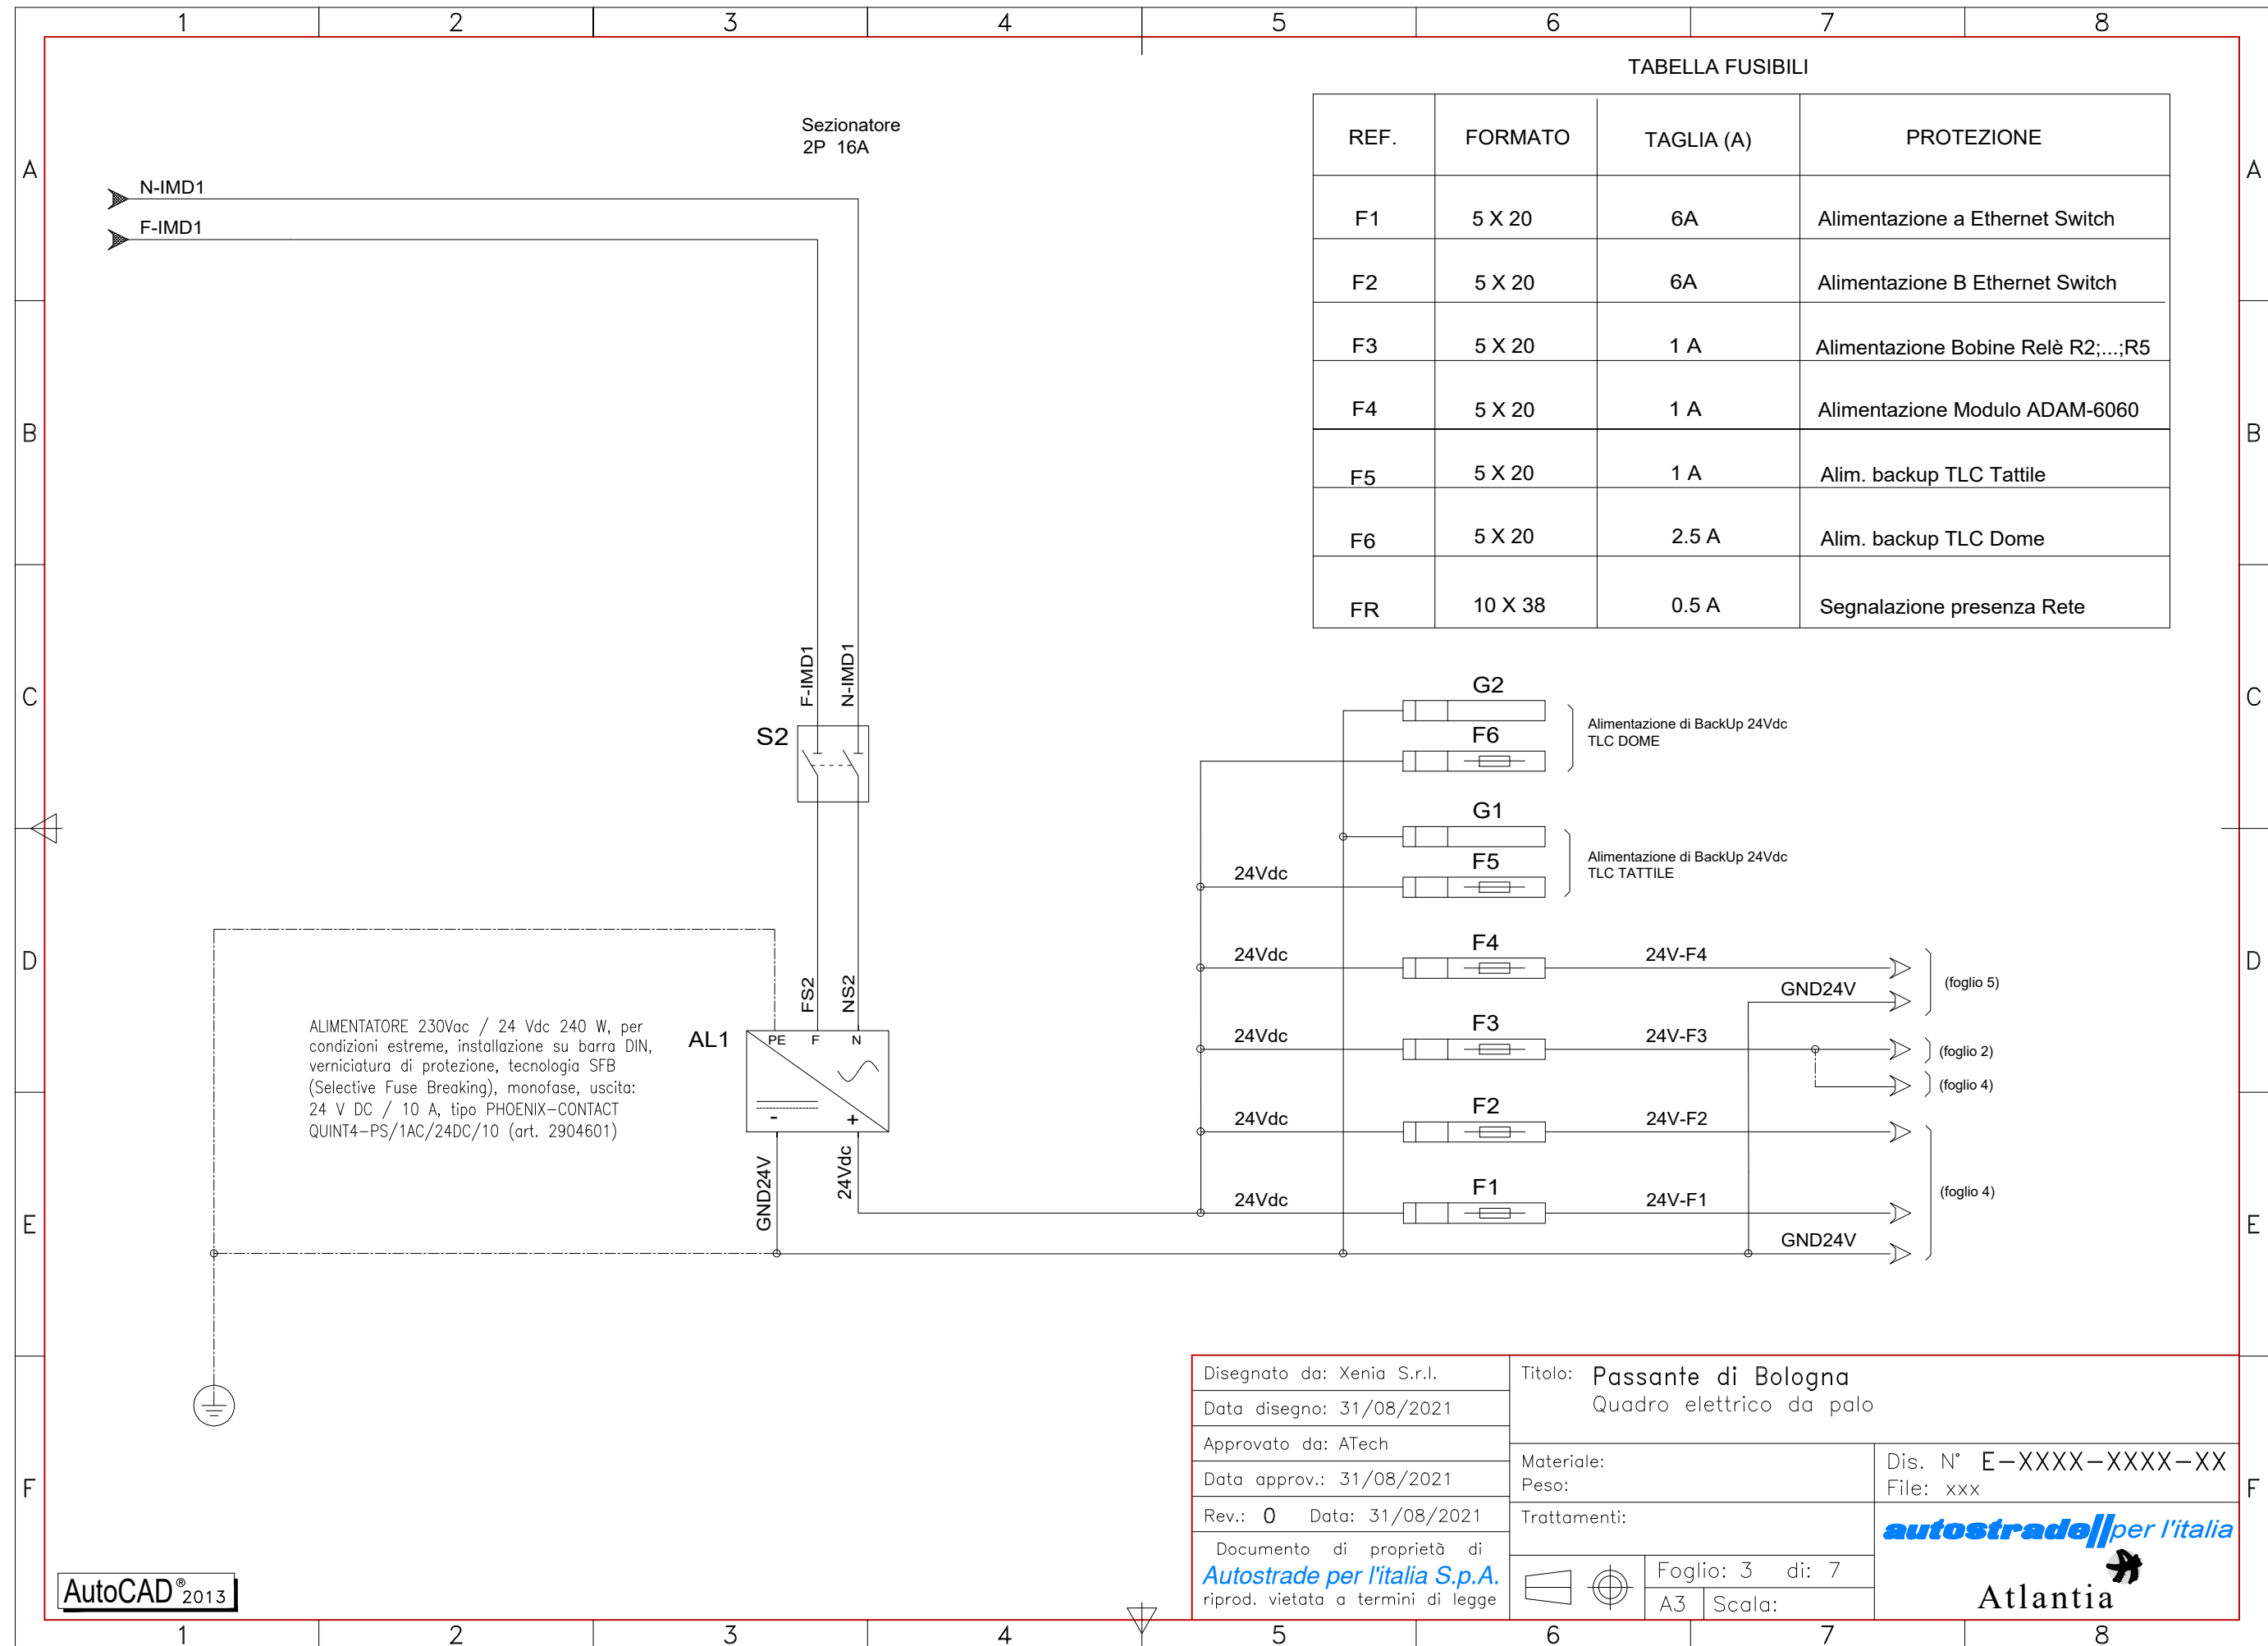 1 2 3 4 5 6 7 8
TABELLA FUSIBILI
REF. FORMATO TAGLIA (A) PROTEZIONE
F1 5 X 20 6A Alimentazione a Ethernet Switch
F2 5 X 20 6A Alimentazione B Ethernet Switch
F3 5 X 20 1 A Alimentazione Bobine Relè R2;...;R5
F4 5 X 20 1 A Alimentazione Modulo ADAM-6060
F5 5 X 20 1 A Alim. backup TLC Tattile
F6 5 X 20 2.5 A Alim. backup TLC Dome
FR 10 X 38 0.5 A Segnalazione presenza Rete
Sezionatore
2P 16A
A A
N-IMD1
F-IMD1
B B
C C
F-IMD1
N-IMD1
S2
G2
F6
Alimentazione di BackUp 24Vdc
TLC DOME
G1
24Vdc F5
Alimentazione di BackUp 24Vdc
TLC TATTILE
D D
24Vdc F4 24V-F4
GND24V
(foglio 5)
FS2
NS2
24Vdc F3 24V-F3
(foglio 2)
(foglio 4)
AL1
PE F N
- +
ALIMENTATORE 230Vac / 24 Vdc 240 W, per
condizioni estreme, installazione su barra DIN,
verniciatura di protezione, tecnologia SFB
(Selective Fuse Breaking), monofase, uscita:
24 V DC / 10 A, tipo PHOENIX-CONTACT
QUINT4-PS/1AC/24DC/10 (art. 2904601)
24Vdc F2 24V-F2
GND24V
24Vdc
24Vdc F1 24V-F1
(foglio 4)
GND24V
E E
F F
Disegnato da: Xenia S.r.l.
Data disegno: 31/08/2021
Approvato da: ATech
Data approv.: 31/08/2021
Rev.: 0 Data: 31/08/2021
Documento di proprietà di
Autostrade per l'italia S.p.A.
riprod. vietata a termini di legge
Titolo: Passante di Bologna
Quadro elettrico da palo
Materiale:
Peso:
Dis. N° E-XXXX-XXXX-XX
File: xxx
Trattamenti:
Foglio: 3 di: 7
A3 Scala:
autostrade//per l'italia
Atlantia
AutoCAD® 2013
1 2 3 4 5 6 7 8